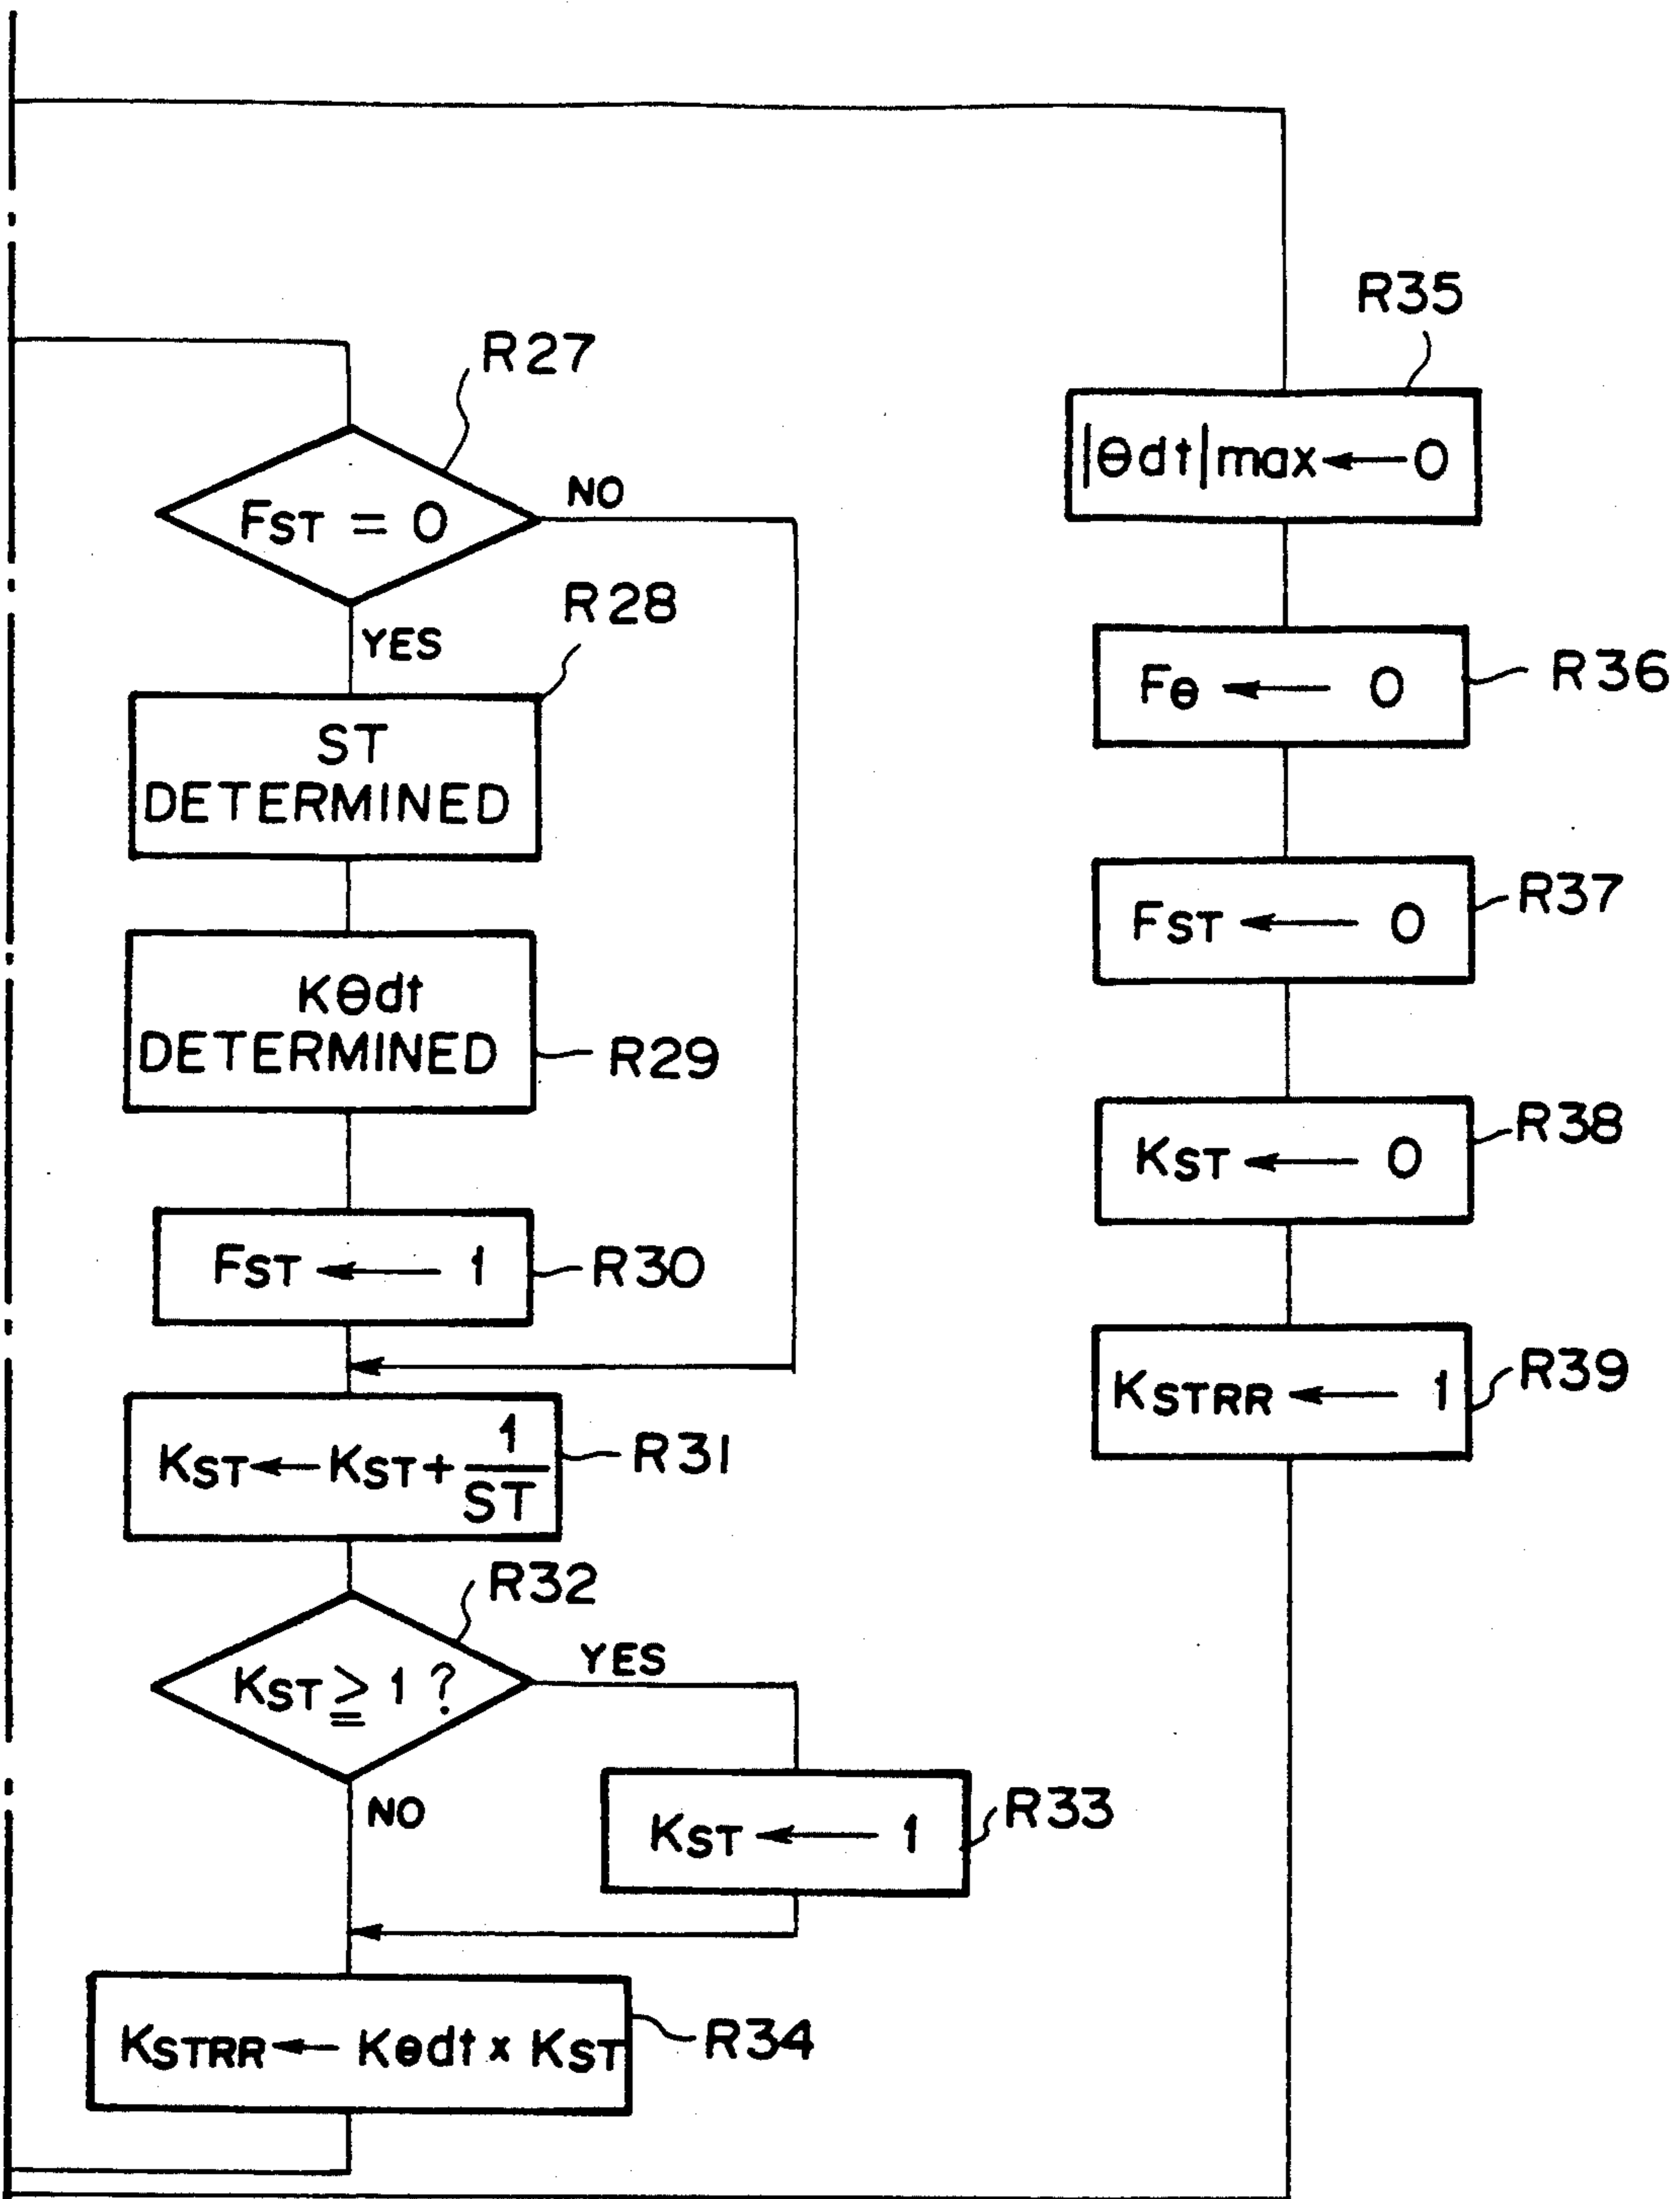 R27
FST = 0
NO
YES
R28
ST
DETERMINED
Kθdt
DETERMINED
R29
FST ← 1
R30
KST ← KST + 1/ST
R31
R32
KST ≧ 1 ?
YES
NO
KST ← 1
R33
KSTRR ← Kθdt x KST
R34
R35
|θdt| max ← 0
Fθ ← 0
R36
FST ← 0
R37
KST ← 0
R38
KSTRR ← 1
R39